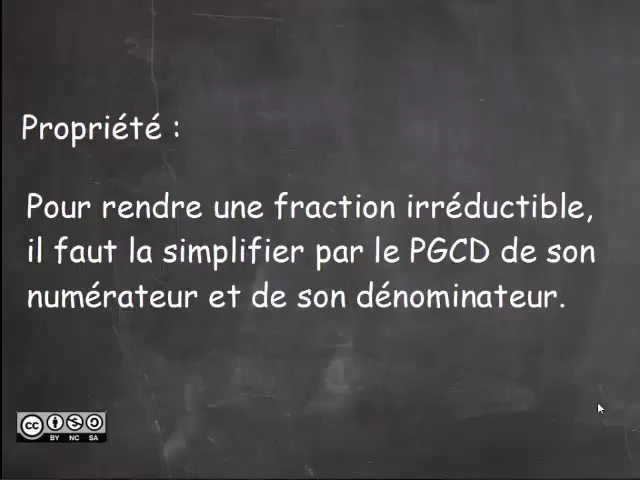 Propriété :
Pour rendre une fraction irréductible,
il faut la simplifier par le PGCD de son
numérateur et de son dénominateur.
cc
BY NC SA